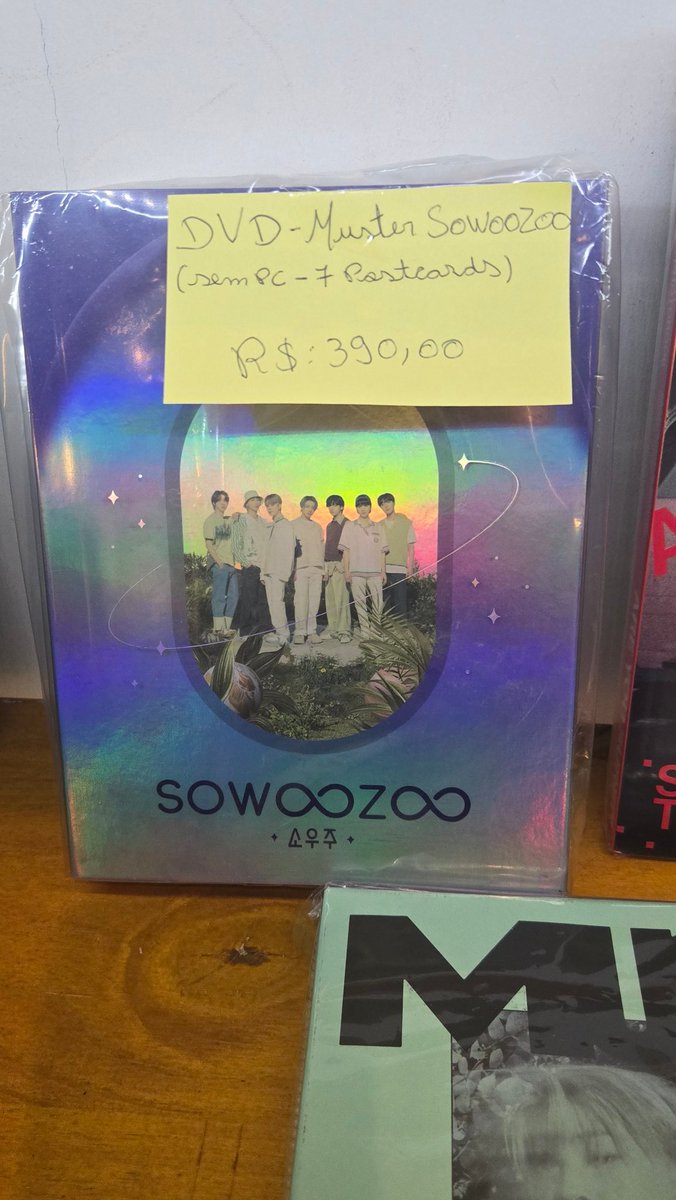 DVD - Muster Sowoozoo
(sem PC - 7 Postcards)
R$: 390,00
SOWOOZOO
소우주
M
S
T